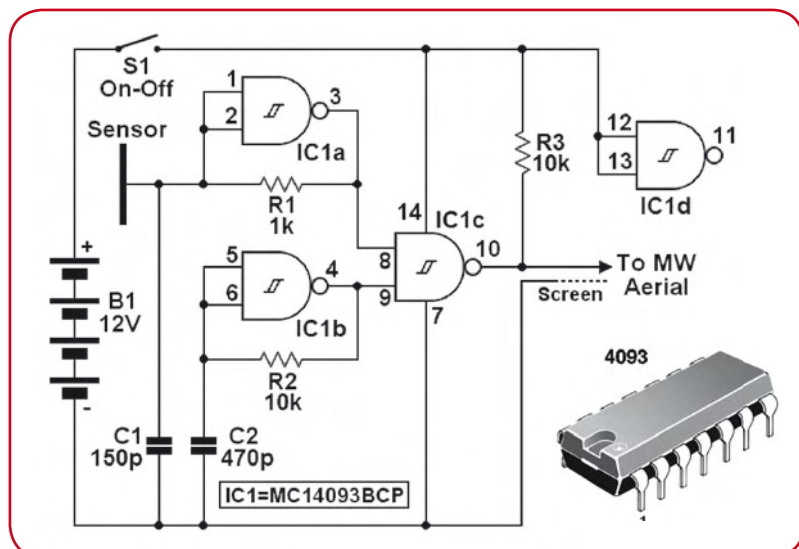 S1
On-Off
Sensor
1
2
3
IC1a
R1
1k
5
6
4
IC1b
R2
10k
+
B1
12V
-
C1
150p
C2
470p
14
IC1c
8
9
10
7
R3
10k
12
13
11
IC1d
To MW
Aerial
Screen
4093
1
IC1=MC14093BCP